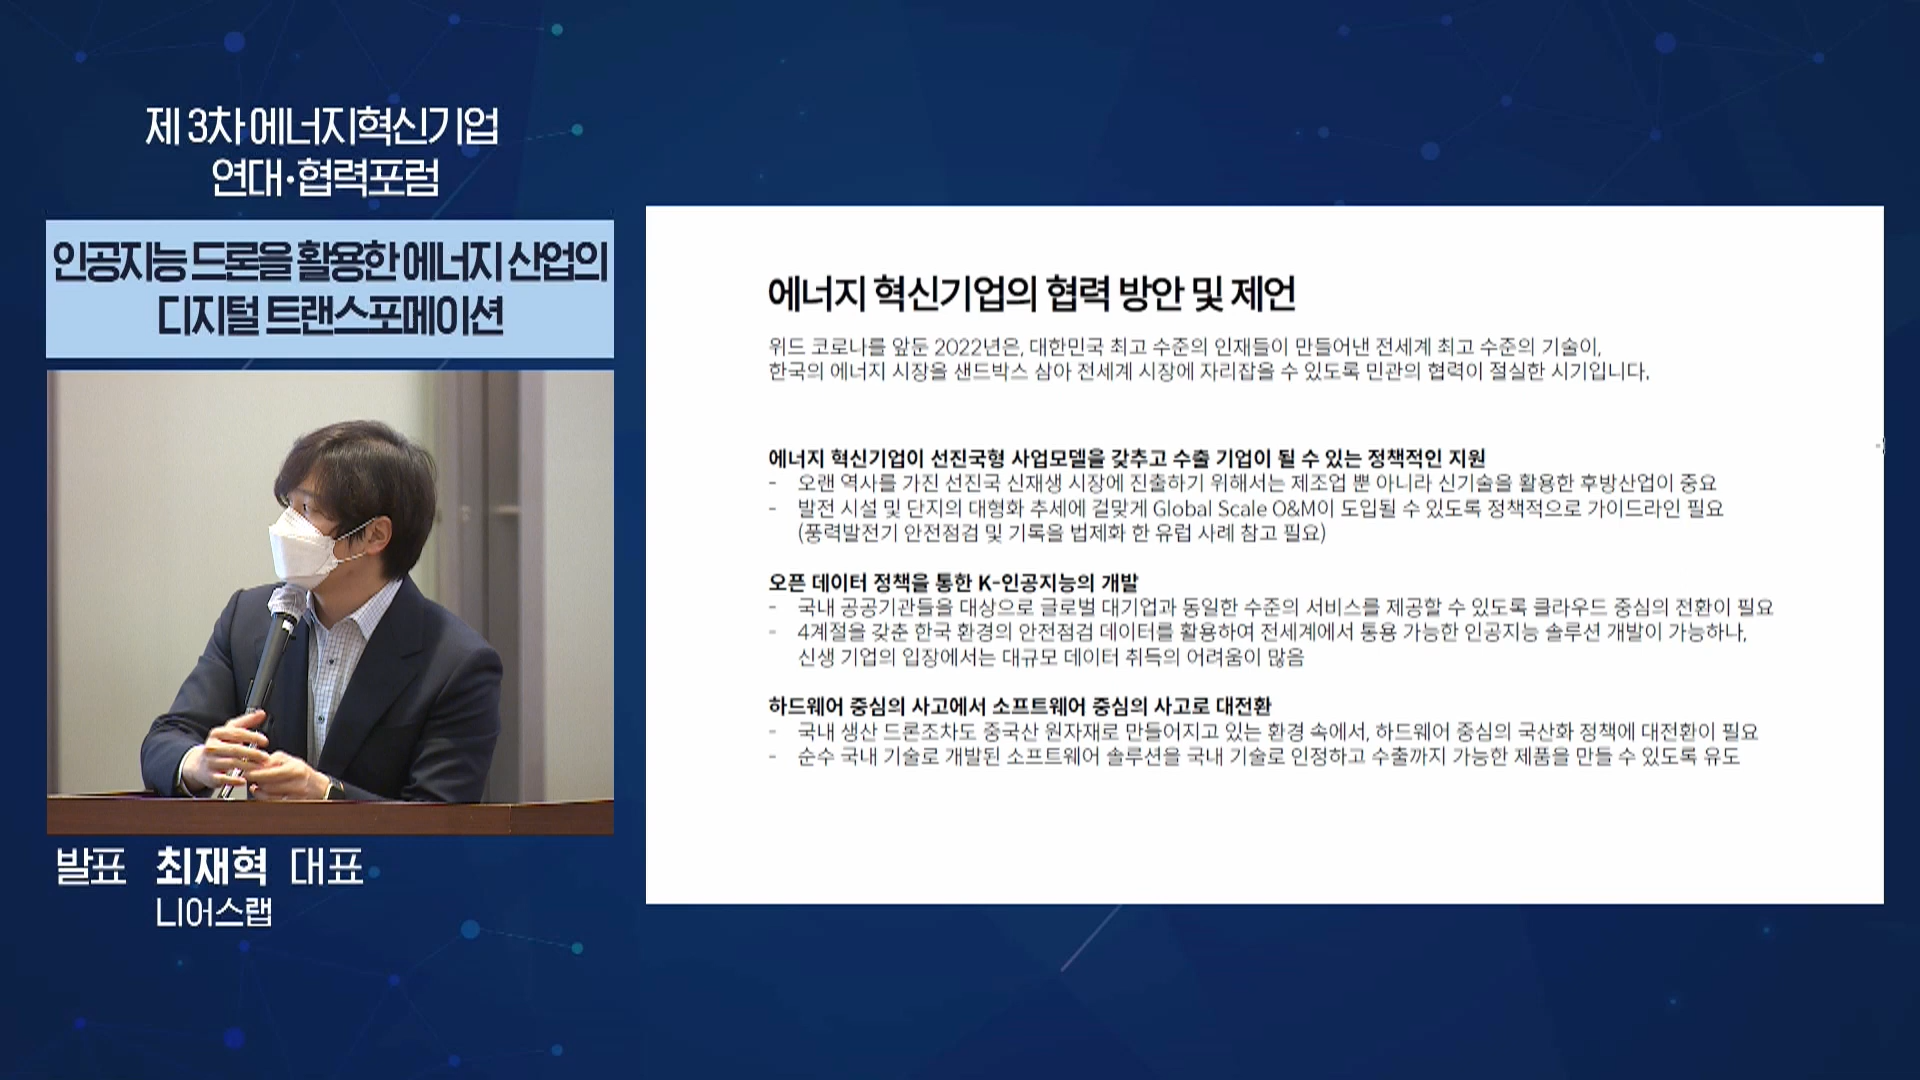 제 3차 에너지혁신기업
연대·협력포럼
인공지능 드론을 활용한 에너지 산업의
디지털 트랜스포메이션
발표 최재혁 대표
니어스랩
에너지 혁신기업의 협력 방안 및 제언
위드 코로나를 앞둔 2022년은, 대한민국 최고 수준의 인재들이 만들어낸 전세계 최고 수준의 기술이,
한국의 에너지 시장을 샌드박스 삼아 전세계 시장에 자리잡을 수 있도록 민관의 협력이 절실한 시기입니다.
에너지 혁신기업이 선진국형 사업모델을 갖추고 수출 기업이 될 수 있는 정책적인 지원
- 오랜 역사를 가진 선진국 신재생 시장에 진출하기 위해서는 제조업 뿐 아니라 신기술을 활용한 후방산업이 중요
- 발전 시설 및 단지의 대형화 추세에 걸맞게 Global Scale O&M이 도입될 수 있도록 정책적으로 가이드라인 필요
(풍력발전기 안전점검 및 기록을 법제화 한 유럽 사례 참고 필요)
오픈 데이터 정책을 통한 K-인공지능의 개발
- 국내 공공기관들을 대상으로 글로벌 대기업과 동일한 수준의 서비스를 제공할 수 있도록 클라우드 중심의 전환이 필요
- 4계절을 갖춘 한국 환경의 안전점검 데이터를 활용하여 전세계에서 통용 가능한 인공지능 솔루션 개발이 가능하나,
신생 기업의 입장에서는 대규모 데이터 취득의 어려움이 많음
하드웨어 중심의 사고에서 소프트웨어 중심의 사고로 대전환
- 국내 생산 드론조차도 중국산 원자재로 만들어지고 있는 환경 속에서, 하드웨어 중심의 국산화 정책에 대전환이 필요
- 순수 국내 기술로 개발된 소프트웨어 솔루션을 국내 기술로 인정하고 수출까지 가능한 제품을 만들 수 있도록 유도